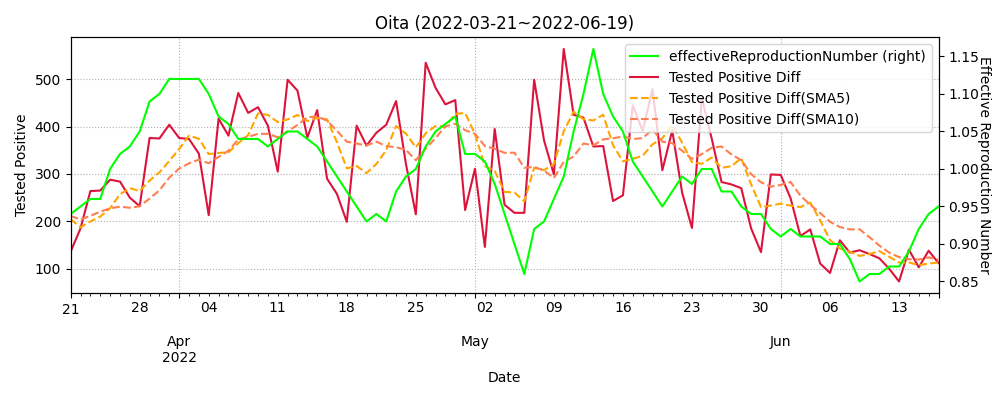 Oita (2022-03-21~2022-06-19)
effectiveReproductionNumber (right)
Tested Positive Diff
Tested Positive Diff(SMA5)
Tested Positive Diff(SMA10)
Tested Positive
500
400
300
200
100
1.15
1.10
1.05
1.00
0.95
0.90
0.85
Effective Reproduction Number
21 28 04 11 18 25 02 09 16 23 30 06 13
Apr May Jun
2022
Date